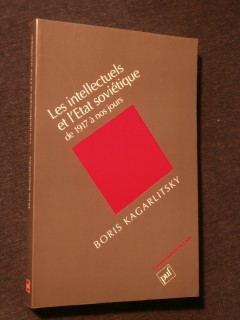 Les intellectuels
et l'Etat soviétique
de 1917 à nos jours
BORIS KAGARLITSKY
puf